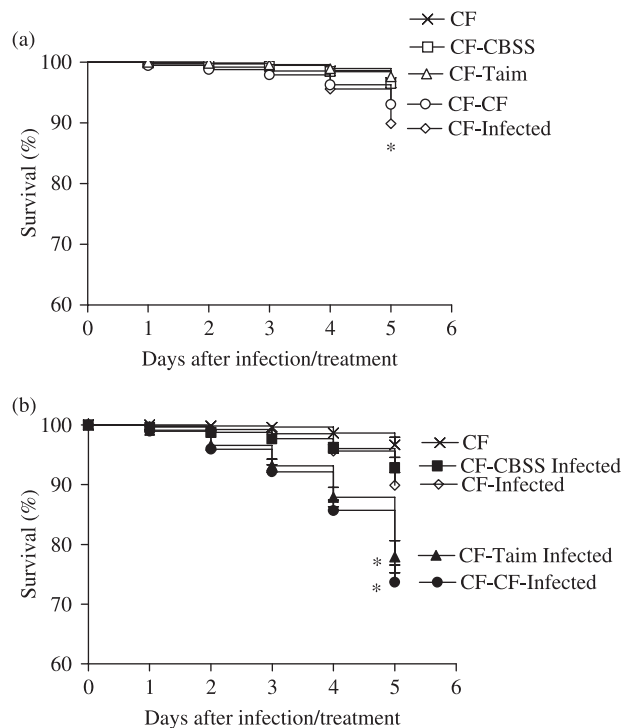 (a)
100
90
80
70
60
Survival (%)
0 1 2 3 4 5 6
Days after infection/treatment
CF
CF-CBSS
CF-Taim
CF-CF
CF-Infected
*
(b)
100
90
80
70
60
Survival (%)
0 1 2 3 4 5 6
Days after infection/treatment
CF
CF-CBSS Infected
CF-Infected
CF-Taim Infected
CF-CF-Infected
*
*